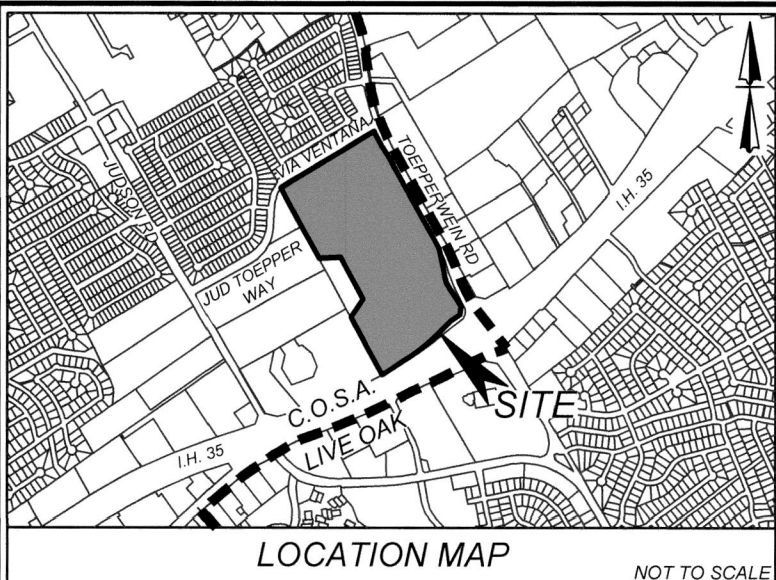 VIA VENTANA
TOEPPERWEIN RD
JUDSON RD
I.H. 35
JUD TOEPPER
WAY
SITE
C.O.S.A.
LIVE OAK
I.H. 35
LOCATION MAP
NOT TO SCALE